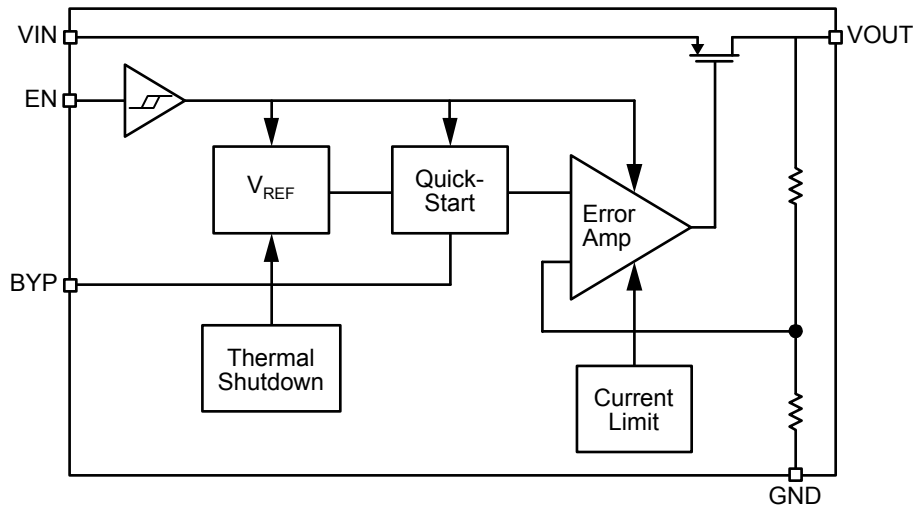 VIN
VOUT
EN
VREF
Quick-
Start
Error
Amp
BYP
Thermal
Shutdown
Current
Limit
GND